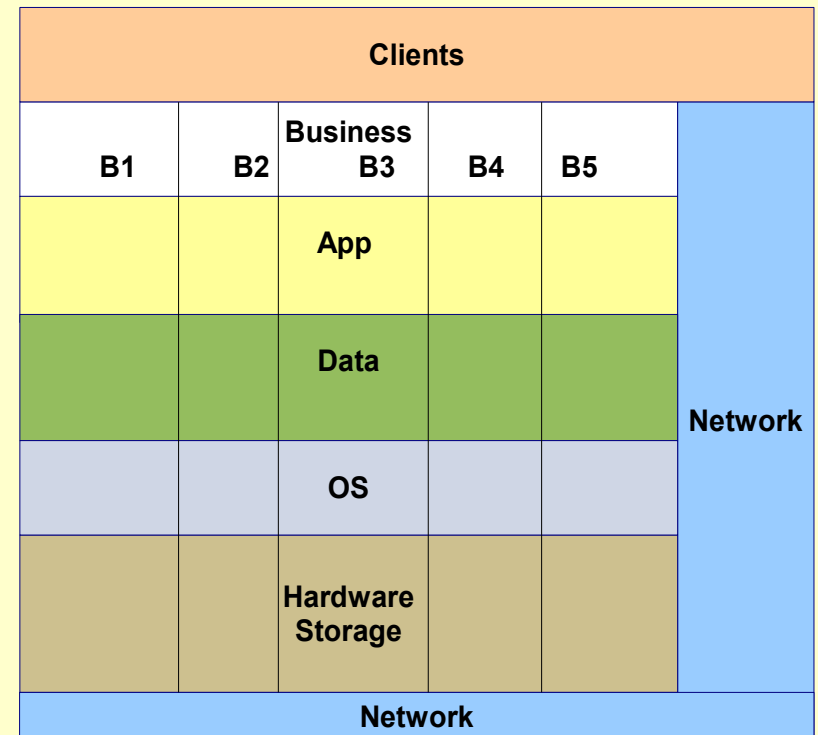 Clients
Business
B1 B2 B3 B4 B5
App
Data
Network
OS
Hardware
Storage
Network